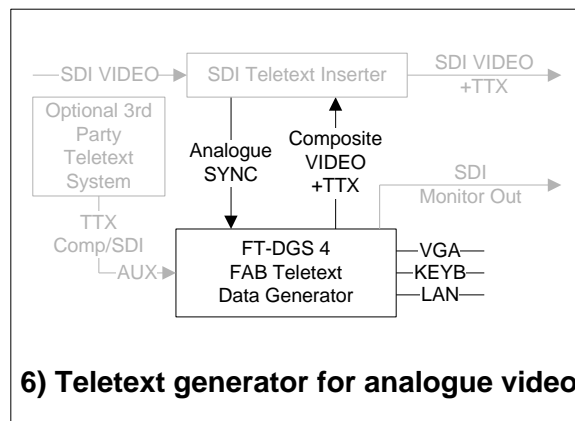 SDI VIDEO
SDI Teletext Inserter
SDI VIDEO
+TTX
Optional 3rd
Party
Teletext
System
Analogue
SYNC
Composite
VIDEO
+TTX
SDI
Monitor Out
TTX
Comp/SDI
AUX
FT-DGS 4
FAB Teletext
Data Generator
VGA
KEYB
LAN
6) Teletext generator for analogue video